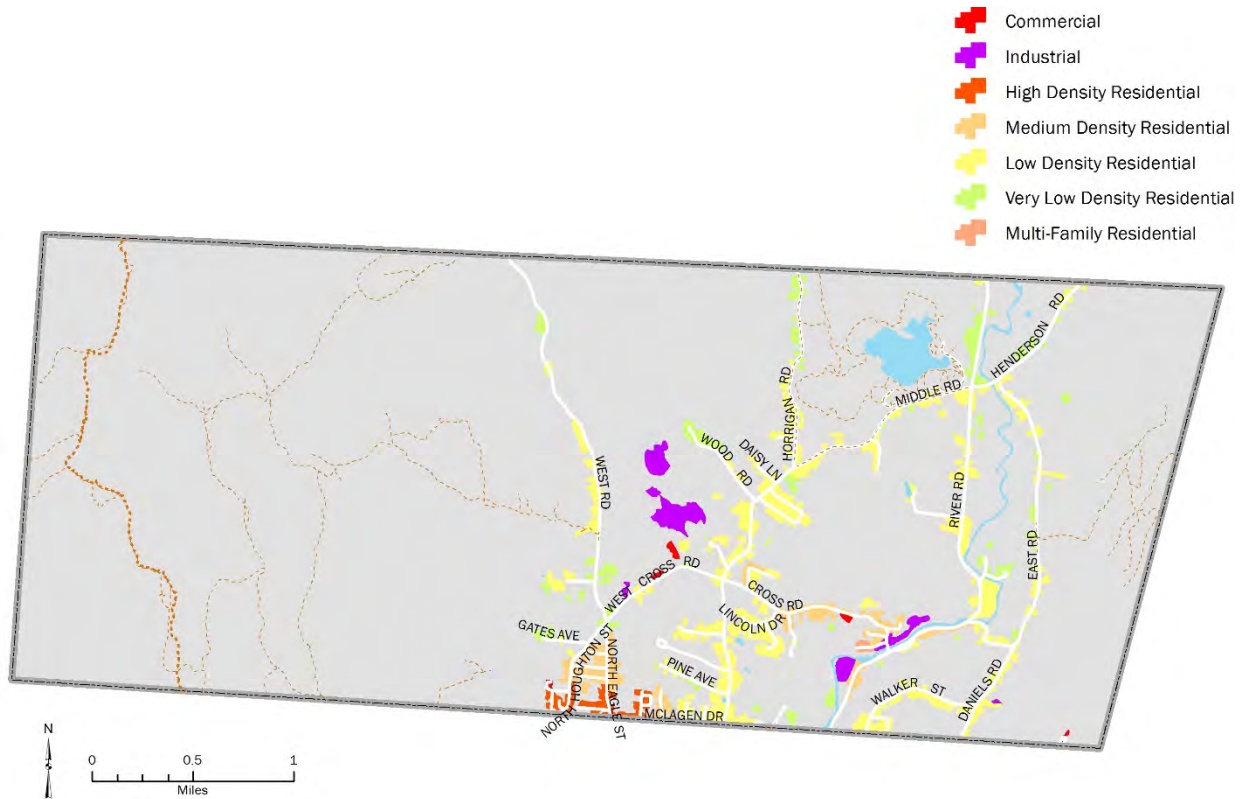 Commercial
Industrial
High Density Residential
Medium Density Residential
Low Density Residential
Very Low Density Residential
Multi-Family Residential
HENDERSON RD
MIDDLE RD
HORRIGAN RD
WOOD RD
DAISY LN
WEST RD
RIVER RD
EAST RD
WEST CROSS RD
CROSS RD
LINCOLN DR
GATES AVE
NORTH HOUGHTON ST
NORTH EAGLE ST
PINE AVE
WALKER ST
DANIELS RD
MCLAGEN DR
N
0 0.5 1
Miles